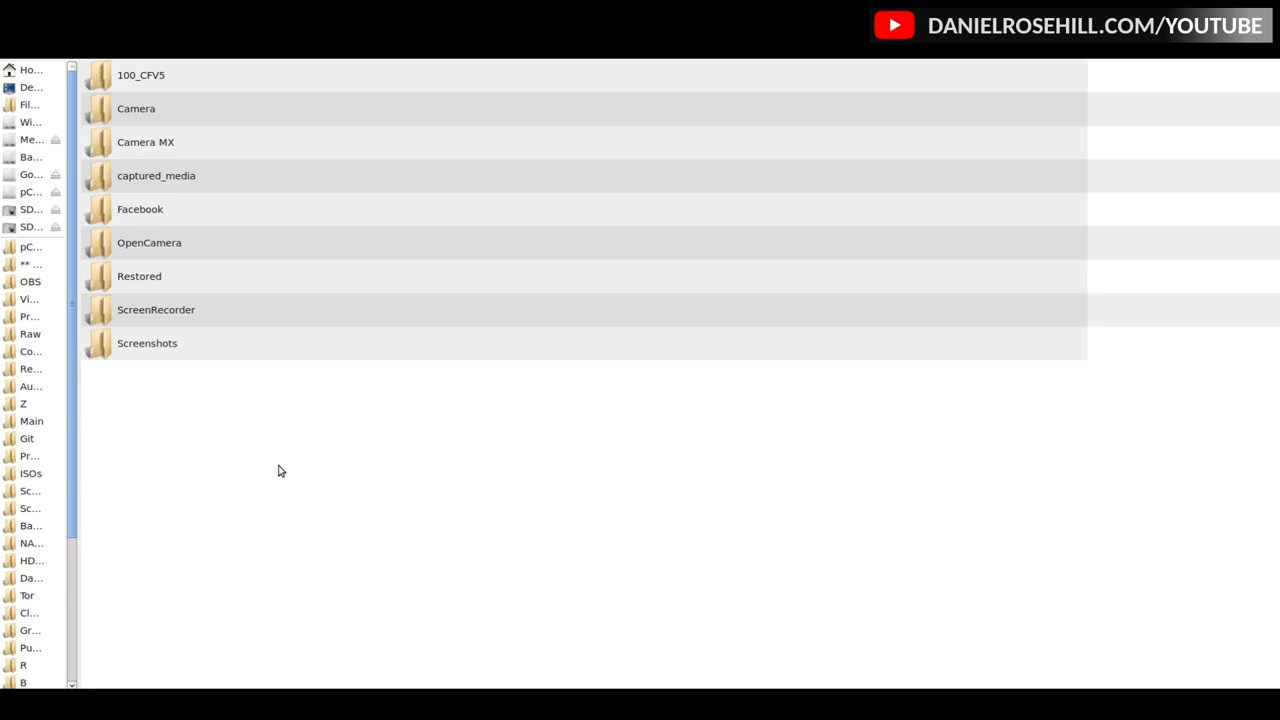 DANIELROSEHILL.COM/YOUTUBE
Ho...
De...
Fil...
Wi...
Me...
Ba...
Go...
pC...
SD...
SD...
pC...
** ...
OBS
Vi...
Pr...
Raw
Co...
Re...
Au...
Z
Main
Git
Pr...
ISOs
Sc...
Sc...
Ba...
NA...
HD...
Da...
Tor
Cl...
Gr...
Pu...
R
B
100_CFV5
Camera
Camera MX
captured_media
Facebook
OpenCamera
Restored
ScreenRecorder
Screenshots